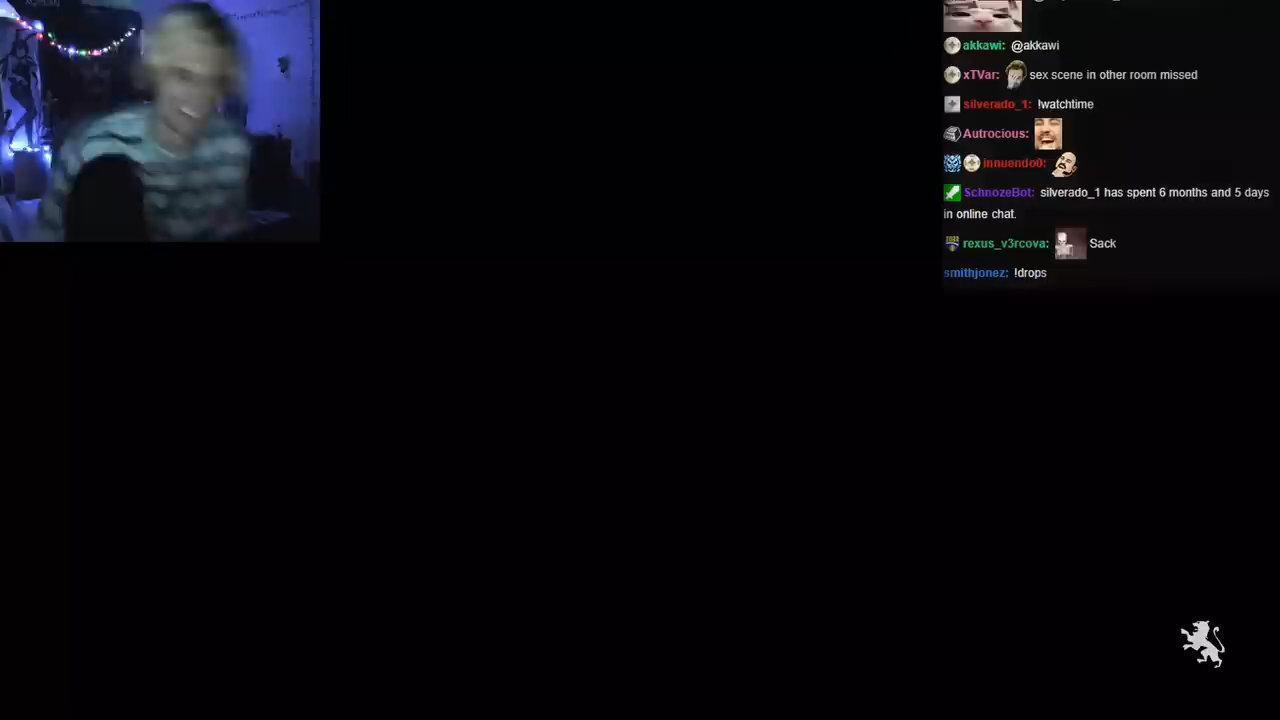 akkawi: @akkawi
xTVar: sex scene in other room missed
silverado_1: !watchtime
Autrocious:
innuendo0:
SchnozeBot: silverado_1 has spent 6 months and 5 days
in online chat.
rexus_v3rcova: Sack
smithjonez: !drops